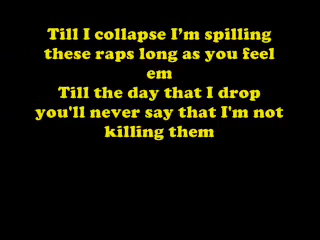 Till I collapse I’m spilling
these raps long as you feel
em
Till the day that I drop
you'll never say that I'm not
killing them